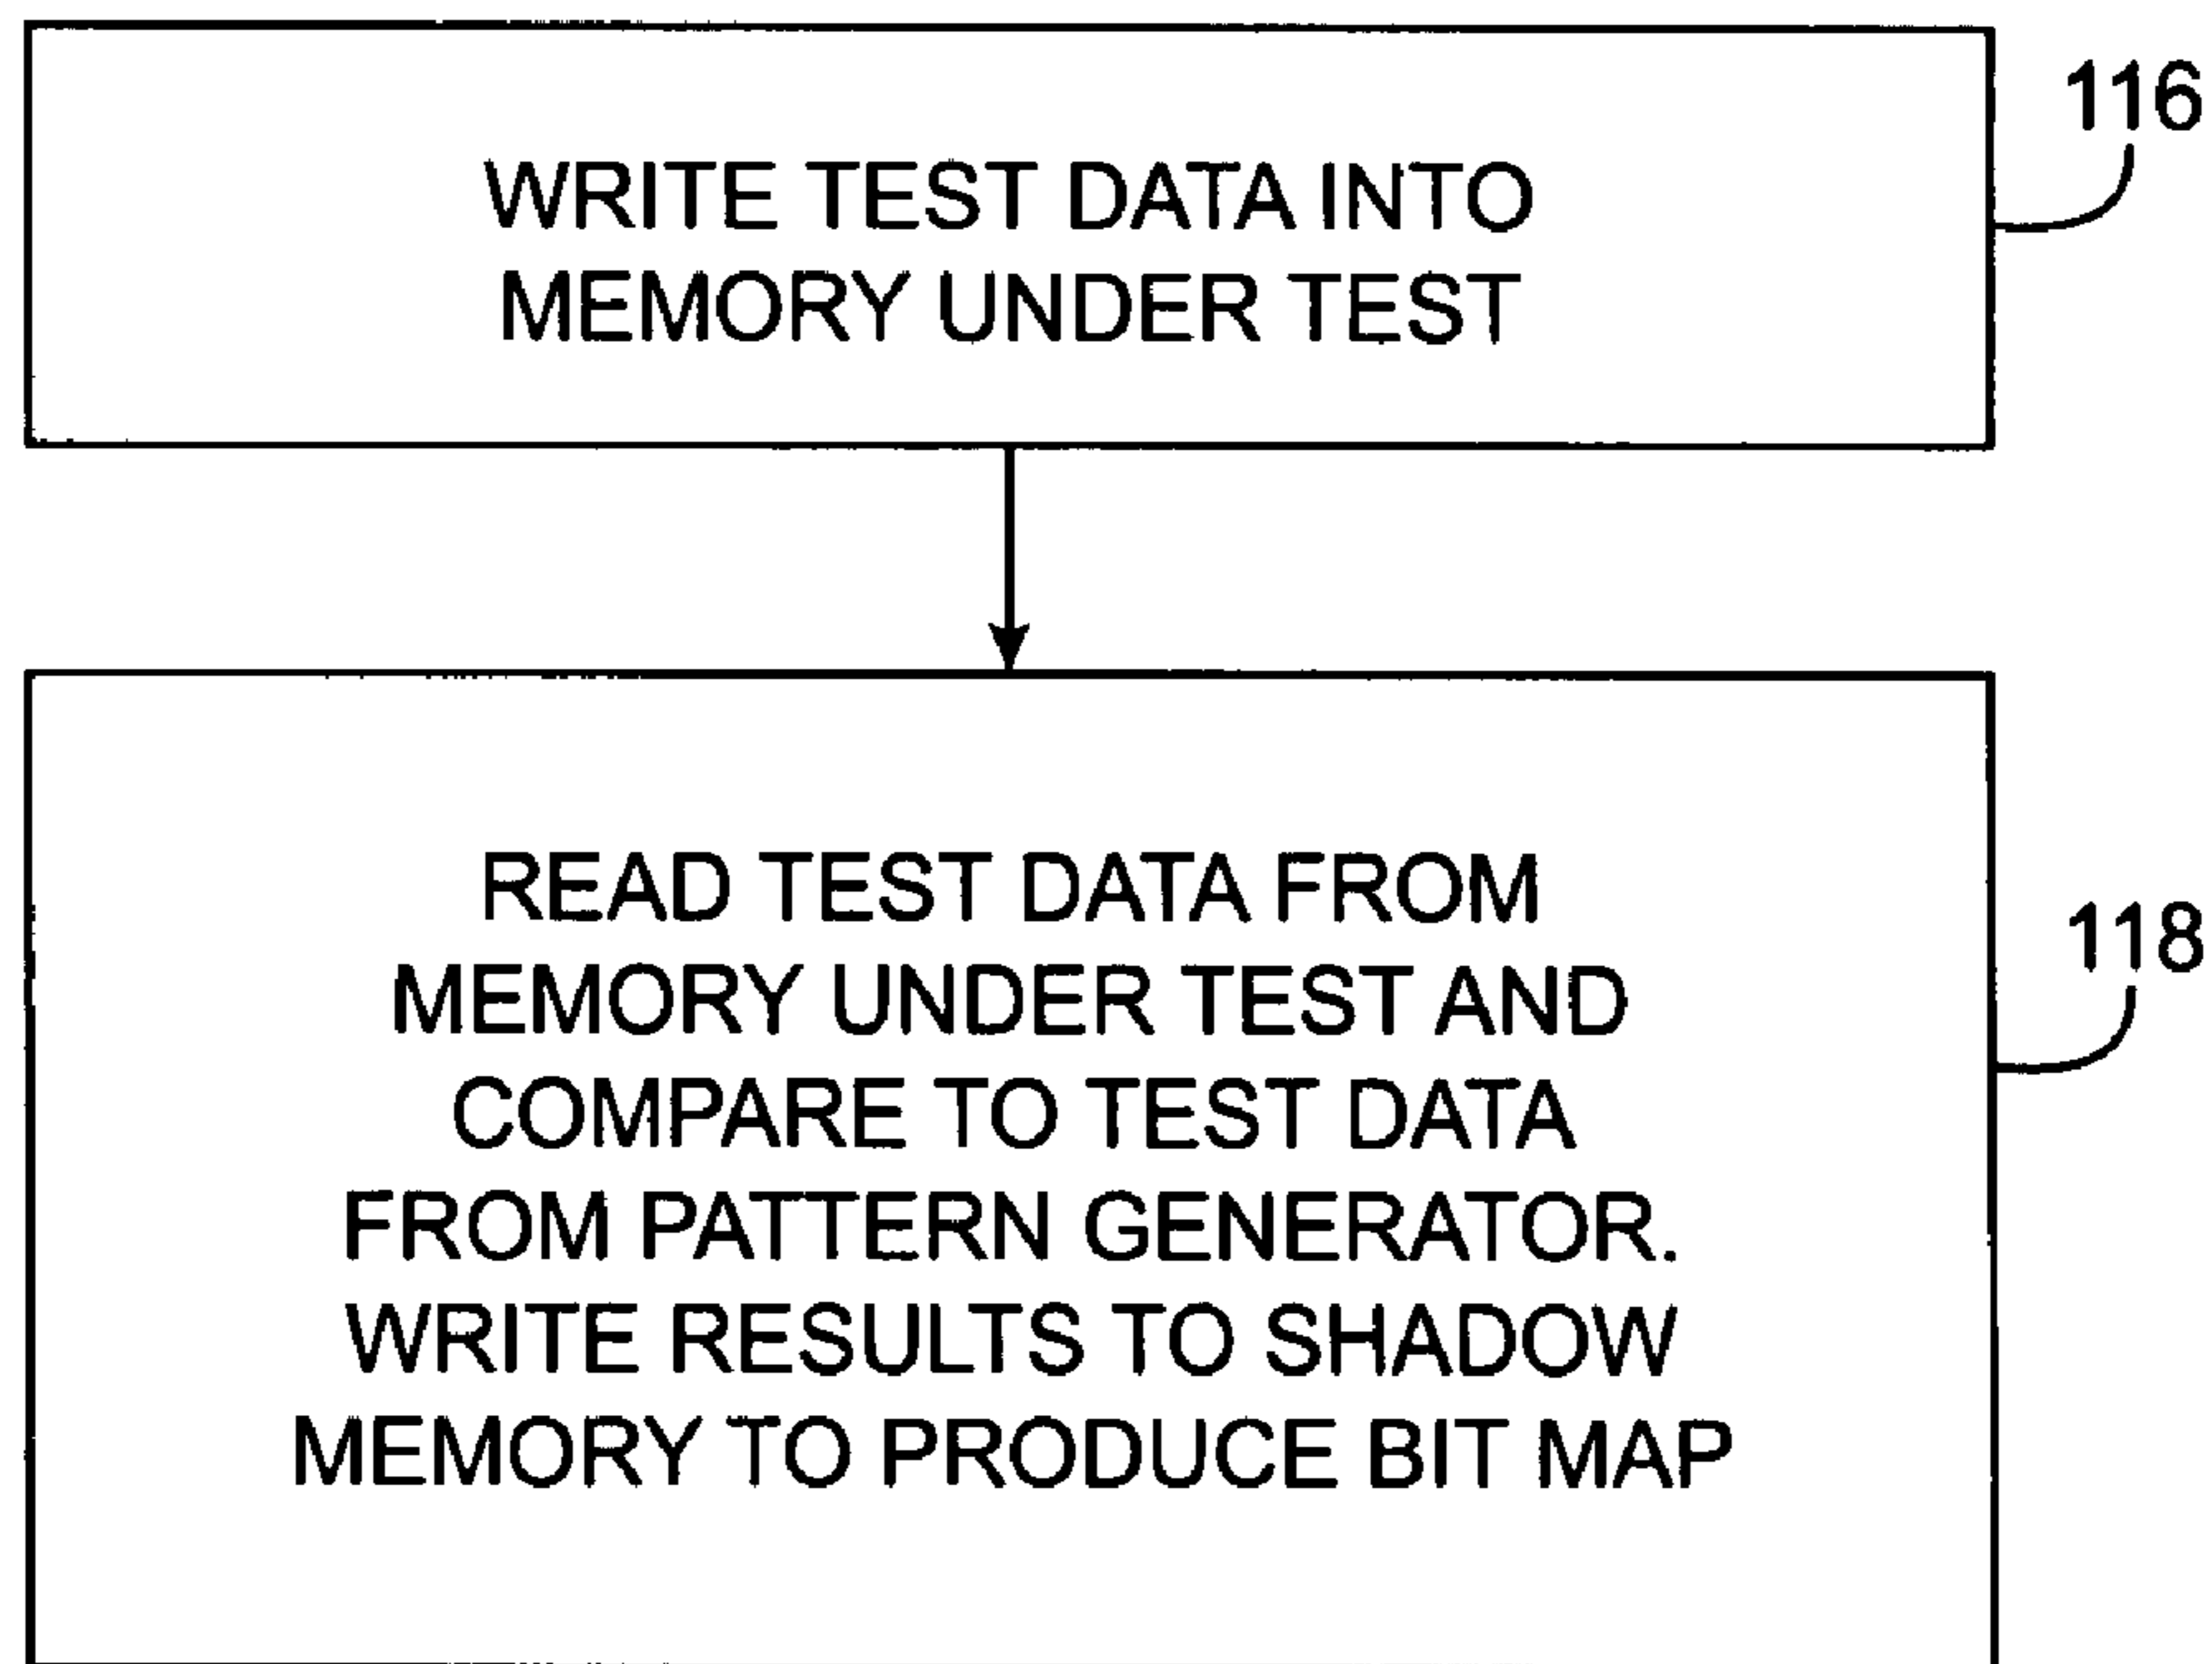 116
WRITE TEST DATA INTO
MEMORY UNDER TEST
118
READ TEST DATA FROM
MEMORY UNDER TEST AND
COMPARE TO TEST DATA
FROM PATTERN GENERATOR.
WRITE RESULTS TO SHADOW
MEMORY TO PRODUCE BIT MAP